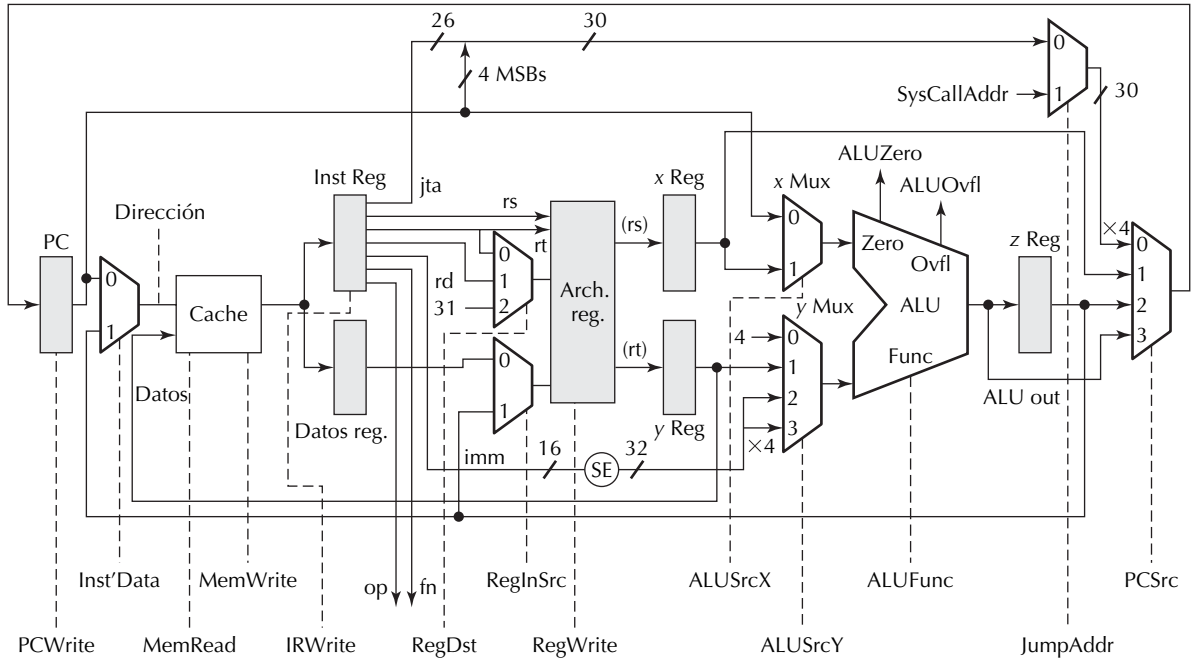 26
30
4 MSBs
0
SysCallAddr
1
30
ALUZero
Inst Reg
jta
x Reg
x Mux
ALUOvfl
Dirección
rs
(rs)
rt
×4
PC
0
0
Zero
Ovfl
z Reg
0
0
1
rd
1
1
Cache
31
2
Arch.
reg.
y Mux
ALU
2
1
4
0
3
0
(rt)
1
Func
Datos
2
ALU out
1
Datos reg.
y Reg
3
×4
imm
16
SE
32
Inst'Data
MemWrite
op
fn
RegInSrc
ALUSrcX
ALUFunc
PCSrc
PCWrite
MemRead
IRWrite
RegDst
RegWrite
ALUSrcY
JumpAddr